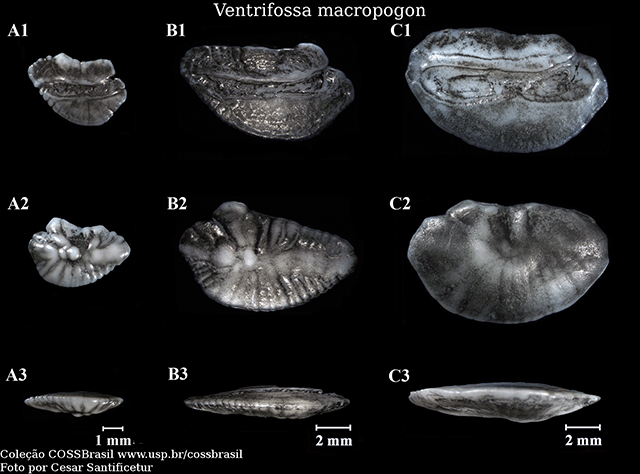 Ventrifossa macropogon
A1 B1 C1
A2 B2 C2
A3 B3 C3
1 mm 2 mm 2 mm
Coleção COSSBrasil www.usp.br/cossbrasil
Foto por Cesar Santificetur